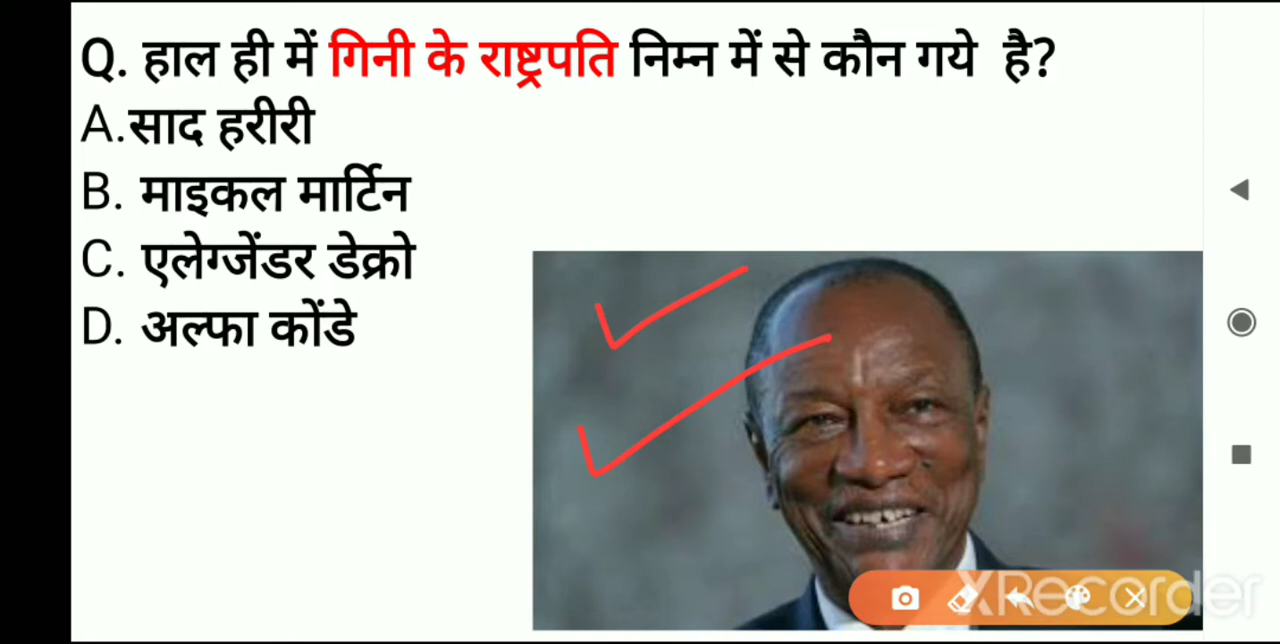 Q. हाल ही में गिनी के राष्ट्रपति निम्न में से कौन गये है?
A.साद हरीरी
B. माइकल मार्टिन
C. एलेग्जेंडर डेक्रो
D. अल्फा कोंडे
XRecorder